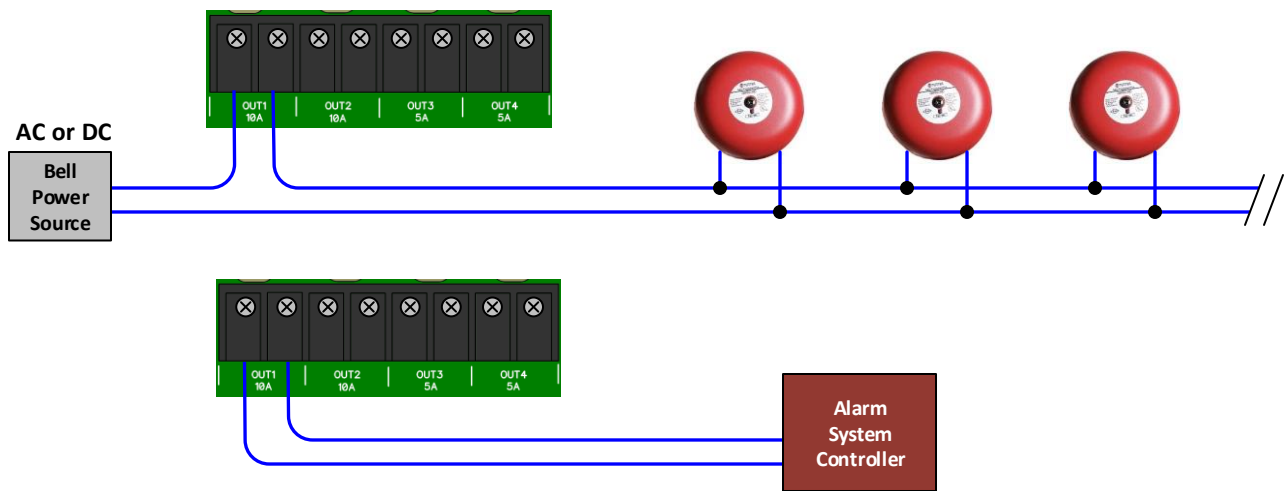 OUT1 OUT2 OUT3 OUT4
10A 10A 5A 5A
AC or DC
Bell
Power
Source
OUT1 OUT2 OUT3 OUT4
10A 10A 5A 5A
Alarm
System
Controller